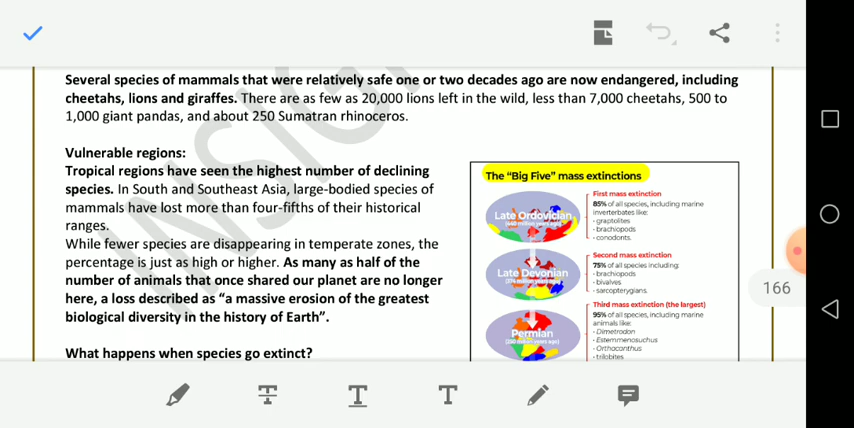 Several species of mammals that were relatively safe one or two decades ago are now endangered, including
cheetahs, lions and giraffes. There are as few as 20,000 lions left in the wild, less than 7,000 cheetahs, 500 to
1,000 giant pandas, and about 250 Sumatran rhinoceros.
Vulnerable regions:
Tropical regions have seen the highest number of declining
species. In South and Southeast Asia, large-bodied species of
mammals have lost more than four-fifths of their historical
ranges.
While fewer species are disappearing in temperate zones, the
percentage is just as high or higher. As many as half of the
number of animals that once shared our planet are no longer
here, a loss described as “a massive erosion of the greatest
biological diversity in the history of Earth”.
What happens when species go extinct?
The “Big Five” mass extinctions
Late Ordovician
First mass extinction
85% of all species, including marine
invertebrates like:
- graptolites
- brachiopods
- conodonts.
Late Devonian
Second mass extinction
75% of all species including:
- brachiopods
- bivalves
- sarcopterygians.
Permian
Third mass extinction (the largest)
95% of all species, including marine
animals like:
- Dimetrodon
- Estemmenosuchus
- Orthacanthus
- trilobites
166
T
T
T